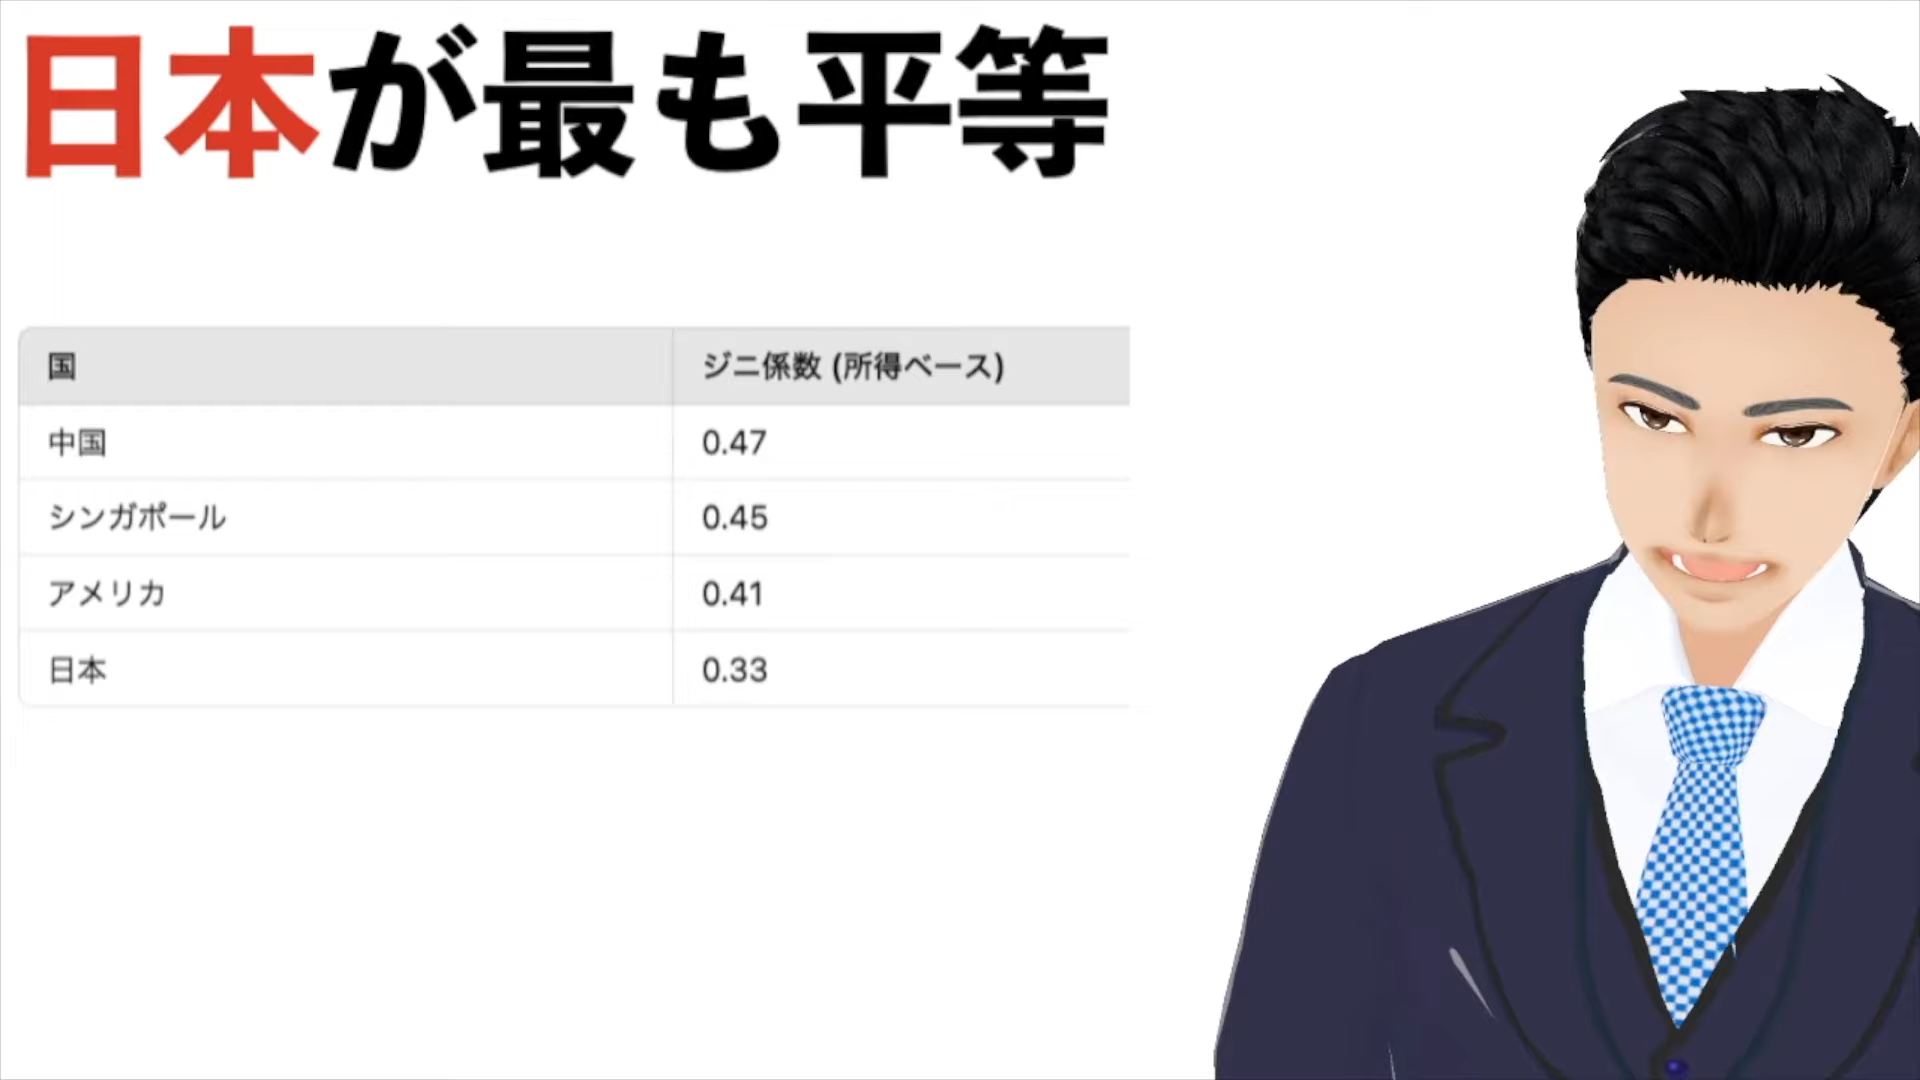 日本が最も平等
国 ジニ係数 (所得ベース)
中国 0.47
シンガポール 0.45
アメリカ 0.41
日本 0.33